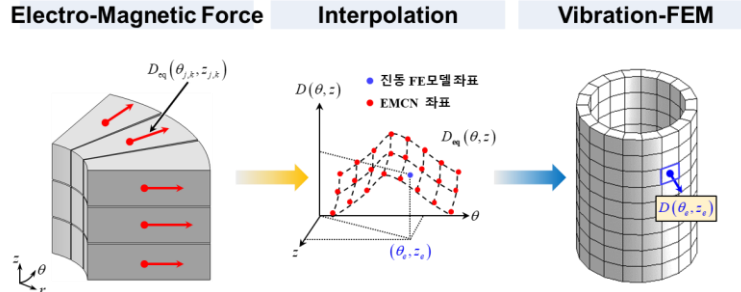 Electro-Magnetic Force
Interpolation
Vibration-FEM
D_eq(θ_j,k, z_j,k)
z
θ
r
D(θ, z)
진동 FE모델 좌표
EMCN 좌표
D_eq(θ, z)
θ
z
(θ_e, z_e)
D(θ_e, z_e)